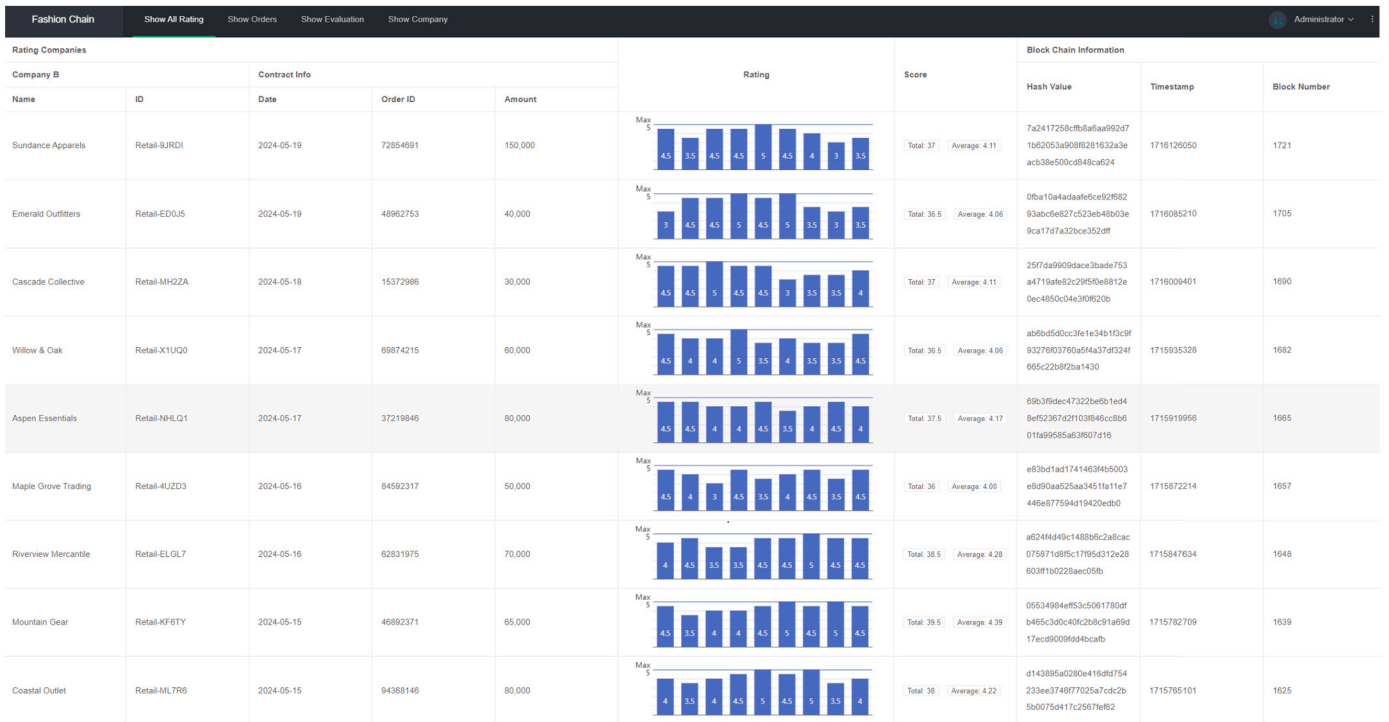 Fashion Chain Show All Rating Show Orders Show Evaluation Show Company Administrator
Rating Companies Block Chain Information
Company B Contract Info Rating Score
Hash Value Timestamp Block Number
Name ID Date Order ID Amount
Max
5
4.5 3.5 4.5 4.5 5 4.5 4 3 3.5
Sundance Apparels Retail-9JRDI 2024-05-19 72854691 150,000 Total: 37 Average: 4.11 1716126050 1721
7a2417258cffb8a6aa992d7
1b62053a908f8281632a3e
acb38e500cd848ca624
Max
5
3 4.5 4.5 5 4.5 5 3.5 3 3.5
Emerald Outfitters Retail-ED0J5 2024-05-19 48962753 40,000 Total: 36.5 Average: 4.06 1716085210 1705
0fba10a4adaafe6ce92f682
93abc6e827c523eb48b03e
9ca17d7a32bce352dff
Max
5
4.5 4.5 5 4.5 4.5 3 3.5 3.5 4
Cascade Collective Retail-MH2ZA 2024-05-18 15372986 30,000 Total: 37 Average: 4.11 1716009401 1690
25f7da9909dace3bade753
a4719afe82c29f5f0e8812e
0ec4850c04e3f0f620b
Max
5
4.5 4 4 5 3.5 4 3.5 3.5 4.5
Willow & Oak Retail-X1UQ0 2024-05-17 69874215 60,000 Total: 36.5 Average: 4.06 1715935328 1682
ab6bd5d0cc3fe1e34b1f3c9f
93276f03760a5f4a37df324f
665c22b8f2ba1430
Max
5
4.5 4.5 4 4 4.5 3.5 4 4.5 4
Aspen Essentials Retail-NHLQ1 2024-05-17 37219846 80,000 Total: 37.5 Average: 4.17 1715919956 1665
69b3f9dec47322be6b1ed4
8ef52367d2f103f846cc8b6
01fa99585a63f607d16
Max
5
4.5 4 3 4.5 3.5 4 4.5 3.5 4.5
Maple Grove Trading Retail-4UZD3 2024-05-16 84592317 50,000 Total: 36 Average: 4.00 1715872214 1657
e83bd1ad1741463f4b5003
e8d90aa525aa3451fa11e7
446e877594d19420edb0
Max
5
4 4.5 3.5 3.5 4.5 4.5 5 4.5 4.5
Riverview Mercantile Retail-ELGL7 2024-05-16 62831975 70,000 Total: 38.5 Average: 4.28 1715847634 1648
a624f4d49c1488b6c2a8cac
075871d8f5c17f95d312e28
603ff1b0228aec05fb
Max
5
4.5 3.5 4 4 4.5 5 4.5 5 4.5
Mountain Gear Retail-KF6TY 2024-05-15 46892371 65,000 Total: 39.5 Average: 4.39 1715782709 1639
05534984eff53c5061780df
b465c3d0c40fc2b8c91a69d
17ecd9009fdd4bcafb
Max
5
4 3.5 4 4.5 5 4.5 5 3.5 4
Coastal Outlet Retail-ML7R6 2024-05-15 94368146 80,000 Total: 38 Average: 4.22 1715765101 1625
d143895a0280e416dfd754
233ee3746f77025a7cdc2b
5b0075d417c2567fef62